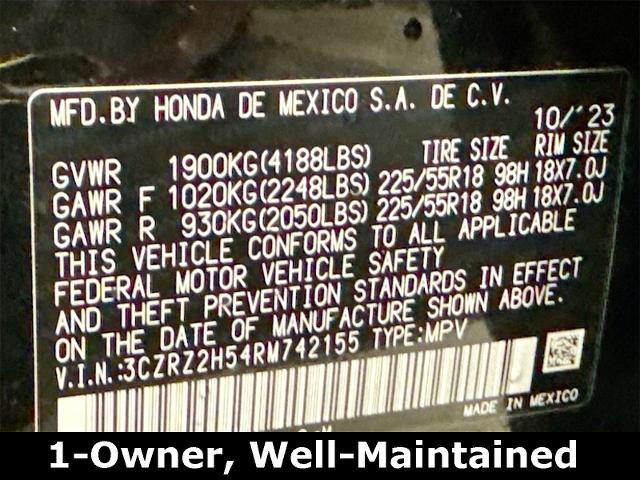 MFD.BY HONDA DE MEXICO S.A. DE C.V.
10/'23
GVWR 1900KG(4188LBS) TIRE SIZE RIM SIZE
GAWR F 1020KG(2248LBS) 225/55R18 98H 18X7.0J
GAWR R 930KG(2050LBS) 225/55R18 98H 18X7.0J
THIS VEHICLE CONFORMS TO ALL APPLICABLE
FEDERAL MOTOR VEHICLE SAFETY
AND THEFT PREVENTION STANDARDS IN EFFECT
ON THE DATE OF MANUFACTURE SHOWN ABOVE.
V.I.N.:3CZRZ2H54RM742155 TYPE:MPV
MADE IN MEXICO
1-Owner, Well-Maintained